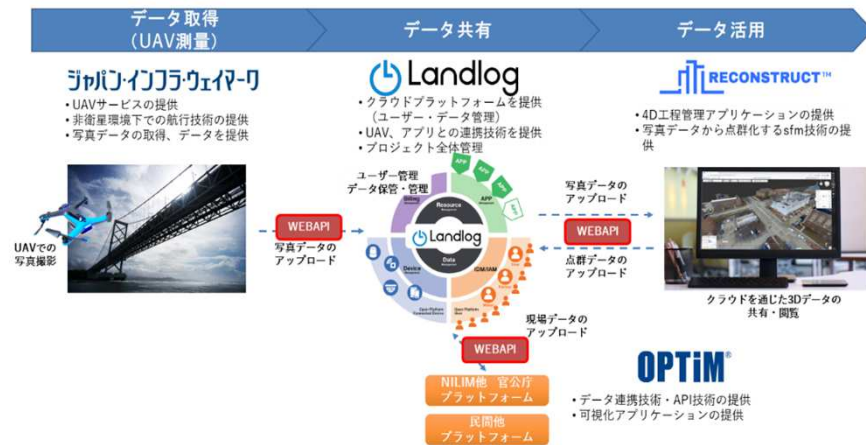 データ取得
（UAV測量）
データ共有
データ活用
ジャパン・インフラ・ウェイマーク
• UAVサービスの提供
• 非衛星環境下での航行技術の提供
• 写真データの取得、データを提供
Landlog
• クラウドプラットフォームを提供
（ユーザー・データ管理）
• UAV、アプリとの連携技術を提供
• プロジェクト全体管理
RECONSTRUCT™
• 4D工程管理アプリケーションの提供
• 写真データから点群化するsfm技術の提
供
UAVでの
写真撮影
WEBAPI
写真データの
アップロード
ユーザー管理
データ保管・管理
APP
APP
APP
APP
Billing
Resource
APP
Landlog
Device
Data
IDM/IAM
写真データの
アップロード
WEBAPI
点群データの
アップロード
クラウドを通じた3Dデータの
共有・閲覧
現場データの
アップロード
WEBAPI
NILIM他 官公庁
プラットフォーム
民間他
プラットフォーム
OPTiM®
• データ連携技術・API技術の提供
• 可視化アプリケーションの提供